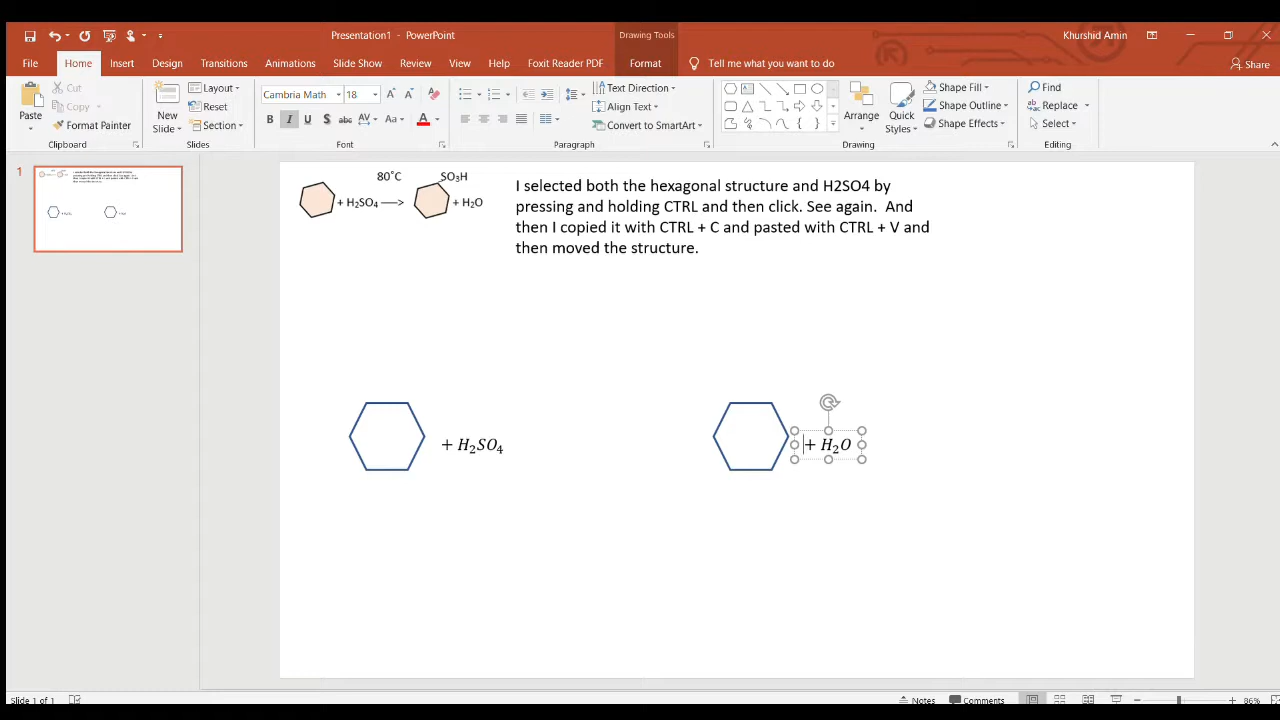 Presentation1 - PowerPoint
Drawing Tools
Khurshid Amin
File Home Insert Design Transitions Animations Slide Show Review View Help Foxit Reader PDF Format Tell me what you want to do Share
Paste
Cut
Copy
Format Painter
Clipboard
New Slide
Layout
Reset
Section
Slides
Cambria Math 18
B I U S abc AV Aa A
Font
Text Direction
Align Text
Convert to SmartArt
Paragraph
Arrange
Quick Styles
Shape Fill
Shape Outline
Shape Effects
Drawing
Find
Replace
Select
Editing
1
80°C SO₃H
+ H₂SO₄ —–> + H₂O
I selected both the hexagonal structure and H2SO4 by
pressing and holding CTRL and then click. See again. And
then I copied it with CTRL + C and pasted with CTRL + V and
then moved the structure.
+ H₂SO₄
+ H₂O
Slide 1 of 1
Notes
Comments
86%